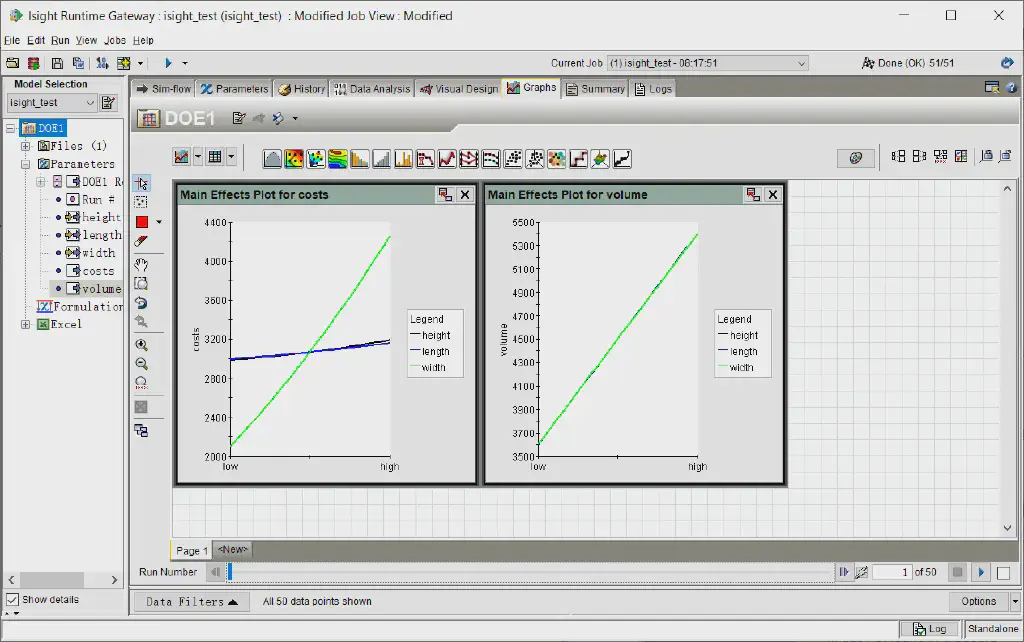 Isight Runtime Gateway : isight_test (isight_test) : Modified Job View : Modified
File Edit Run View Jobs Help
Current Job (1) isight_test - 08:17:51 Done (OK) 51/51
Model Selection
isight_test
Sim-flow Parameters History Data Analysis Visual Design Graphs Summary Logs
DOE1
DOE1
Files (1)
Parameters
DOE1 R
Run #
height
length
width
costs
volume
Formulation
Excel
Main Effects Plot for costs
4400
4000
3600
3200
2800
2400
2000
costs
low high
Legend
height
length
width
Main Effects Plot for volume
5500
5300
5100
4900
4700
4500
4300
4100
3900
3700
3500
volume
low high
Legend
height
length
width
Page 1 <New>
Run Number 1 of 50
Show details
Data Filters All 50 data points shown Options
Log Standalone